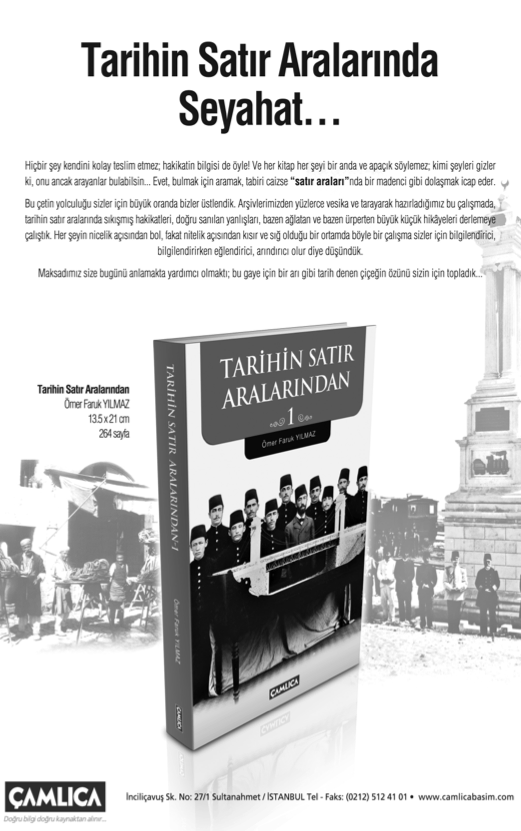 Tarihin Satır Aralarında
Seyahat…
Hiçbir şey kendini kolay teslim etmez; hakikatin bilgisi de öyle! Ve her kitap her şeyi bir anda ve apaçık söylemez; kimi şeyleri gizler
ki, onu ancak arayanlar bulabilsin... Evet, bulmak için aramak, tabiri caizse “satır araları”nda bir madenci gibi dolaşmak icap eder.
Bu çetin yolculuğu sizler için büyük oranda bizler üstlendik. Arşivlerimizden yüzlerce vesika ve tarayarak hazırladığımız bu çalışmada,
tarihin satır aralarında sıkışmış hakikatleri, doğru sanılan yanlışları, bazen ağlatan ve bazen ürperten büyük küçük hikâyeleri derlemeye
çalıştık. Her şeyin nicelik açısından bol, fakat nitelik açısından kısır ve sığ olduğu bir ortamda böyle bir çalışma sizler için bilgilendirici,
bilgilendirirken eğlendirici, arındırıcı olur diye düşündük.
Maksadımız size bugünü anlamakta yardımcı olmaktı; bu gaye için bir arı gibi tarih denen çiçeğin özünü sizin için topladık...
Tarihin Satır Aralarından
Ömer Faruk YILMAZ
13.5 x 21 cm
264 sayfa
TARİHİN SATIR
ARALARINDAN
1
Ömer Faruk YILMAZ
ÇAMLICA
TARİHİN SATIR ARALARINDAN-1
Ömer Faruk YILMAZ
ÇAMLICA
ÇAMLICA
Doğru bilgi doğru kaynaktan alınır...
İnciliçavuş Sk. No: 27/1 Sultanahmet / İSTANBUL Tel - Faks: (0212) 512 41 01 • www.camlicabasim.com